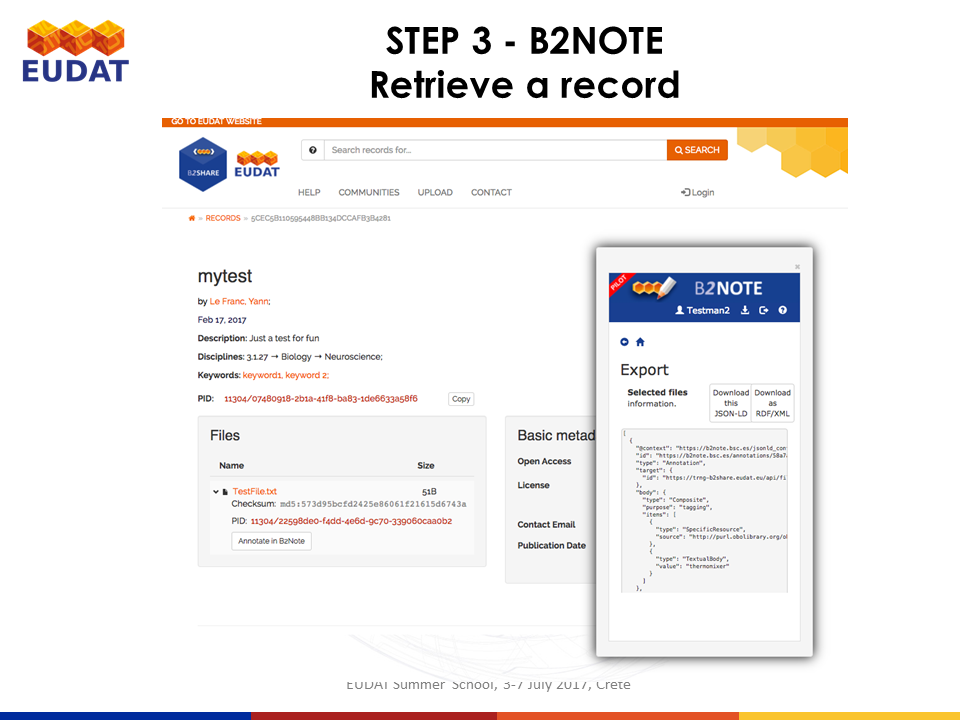 EUDAT
STEP 3 - B2NOTE
Retrieve a record
GO TO EUDAT WEBSITE
B2SHARE
EUDAT
Search records for...
SEARCH
HELP COMMUNITIES UPLOAD CONTACT
Login
» RECORDS » 5CEC5B110595448BB134DCCAFB3B4281
mytest
by Le Franc, Yann;
Feb 17, 2017
Description: Just a test for fun
Disciplines: 3.1.27 → Biology → Neuroscience;
Keywords: keyword1, keyword 2;
PID: 11304/07480918-2b1a-41f8-ba83-1de6633a58f6 Copy
Files
Name Size
TestFile.txt 51B
Checksum: md5:573d95bcfd2425e86061f21615d6743a
PID: 11304/22598de0-f4dd-4e6d-9c70-339060caa0b2
Annotate in B2Note
Basic metad
Open Access
License
Contact Email
Publication Date
PILOT
B2NOTE
Testman2
Export
Selected files
information.
Download
this
JSON-LD
Download
as
RDF/XML
[
{
"@context": "https://b2note.bsc.es/jsonld_con
"id": "https://b2note.bsc.es/annotations/58a7
"type": "Annotation",
"target": {
"id": "https://trng-b2share.eudat.eu/api/fi
},
"body": {
"type": "Composite",
"purpose": "tagging",
"items": [
{
"type": "SpecificResource",
"source": "http://purl.obolibrary.org/ob
},
{
"type": "TextualBody",
"value": "thermonixer"
}
]
},
EUDAT Summer School, 3-7 July 2017, Crete